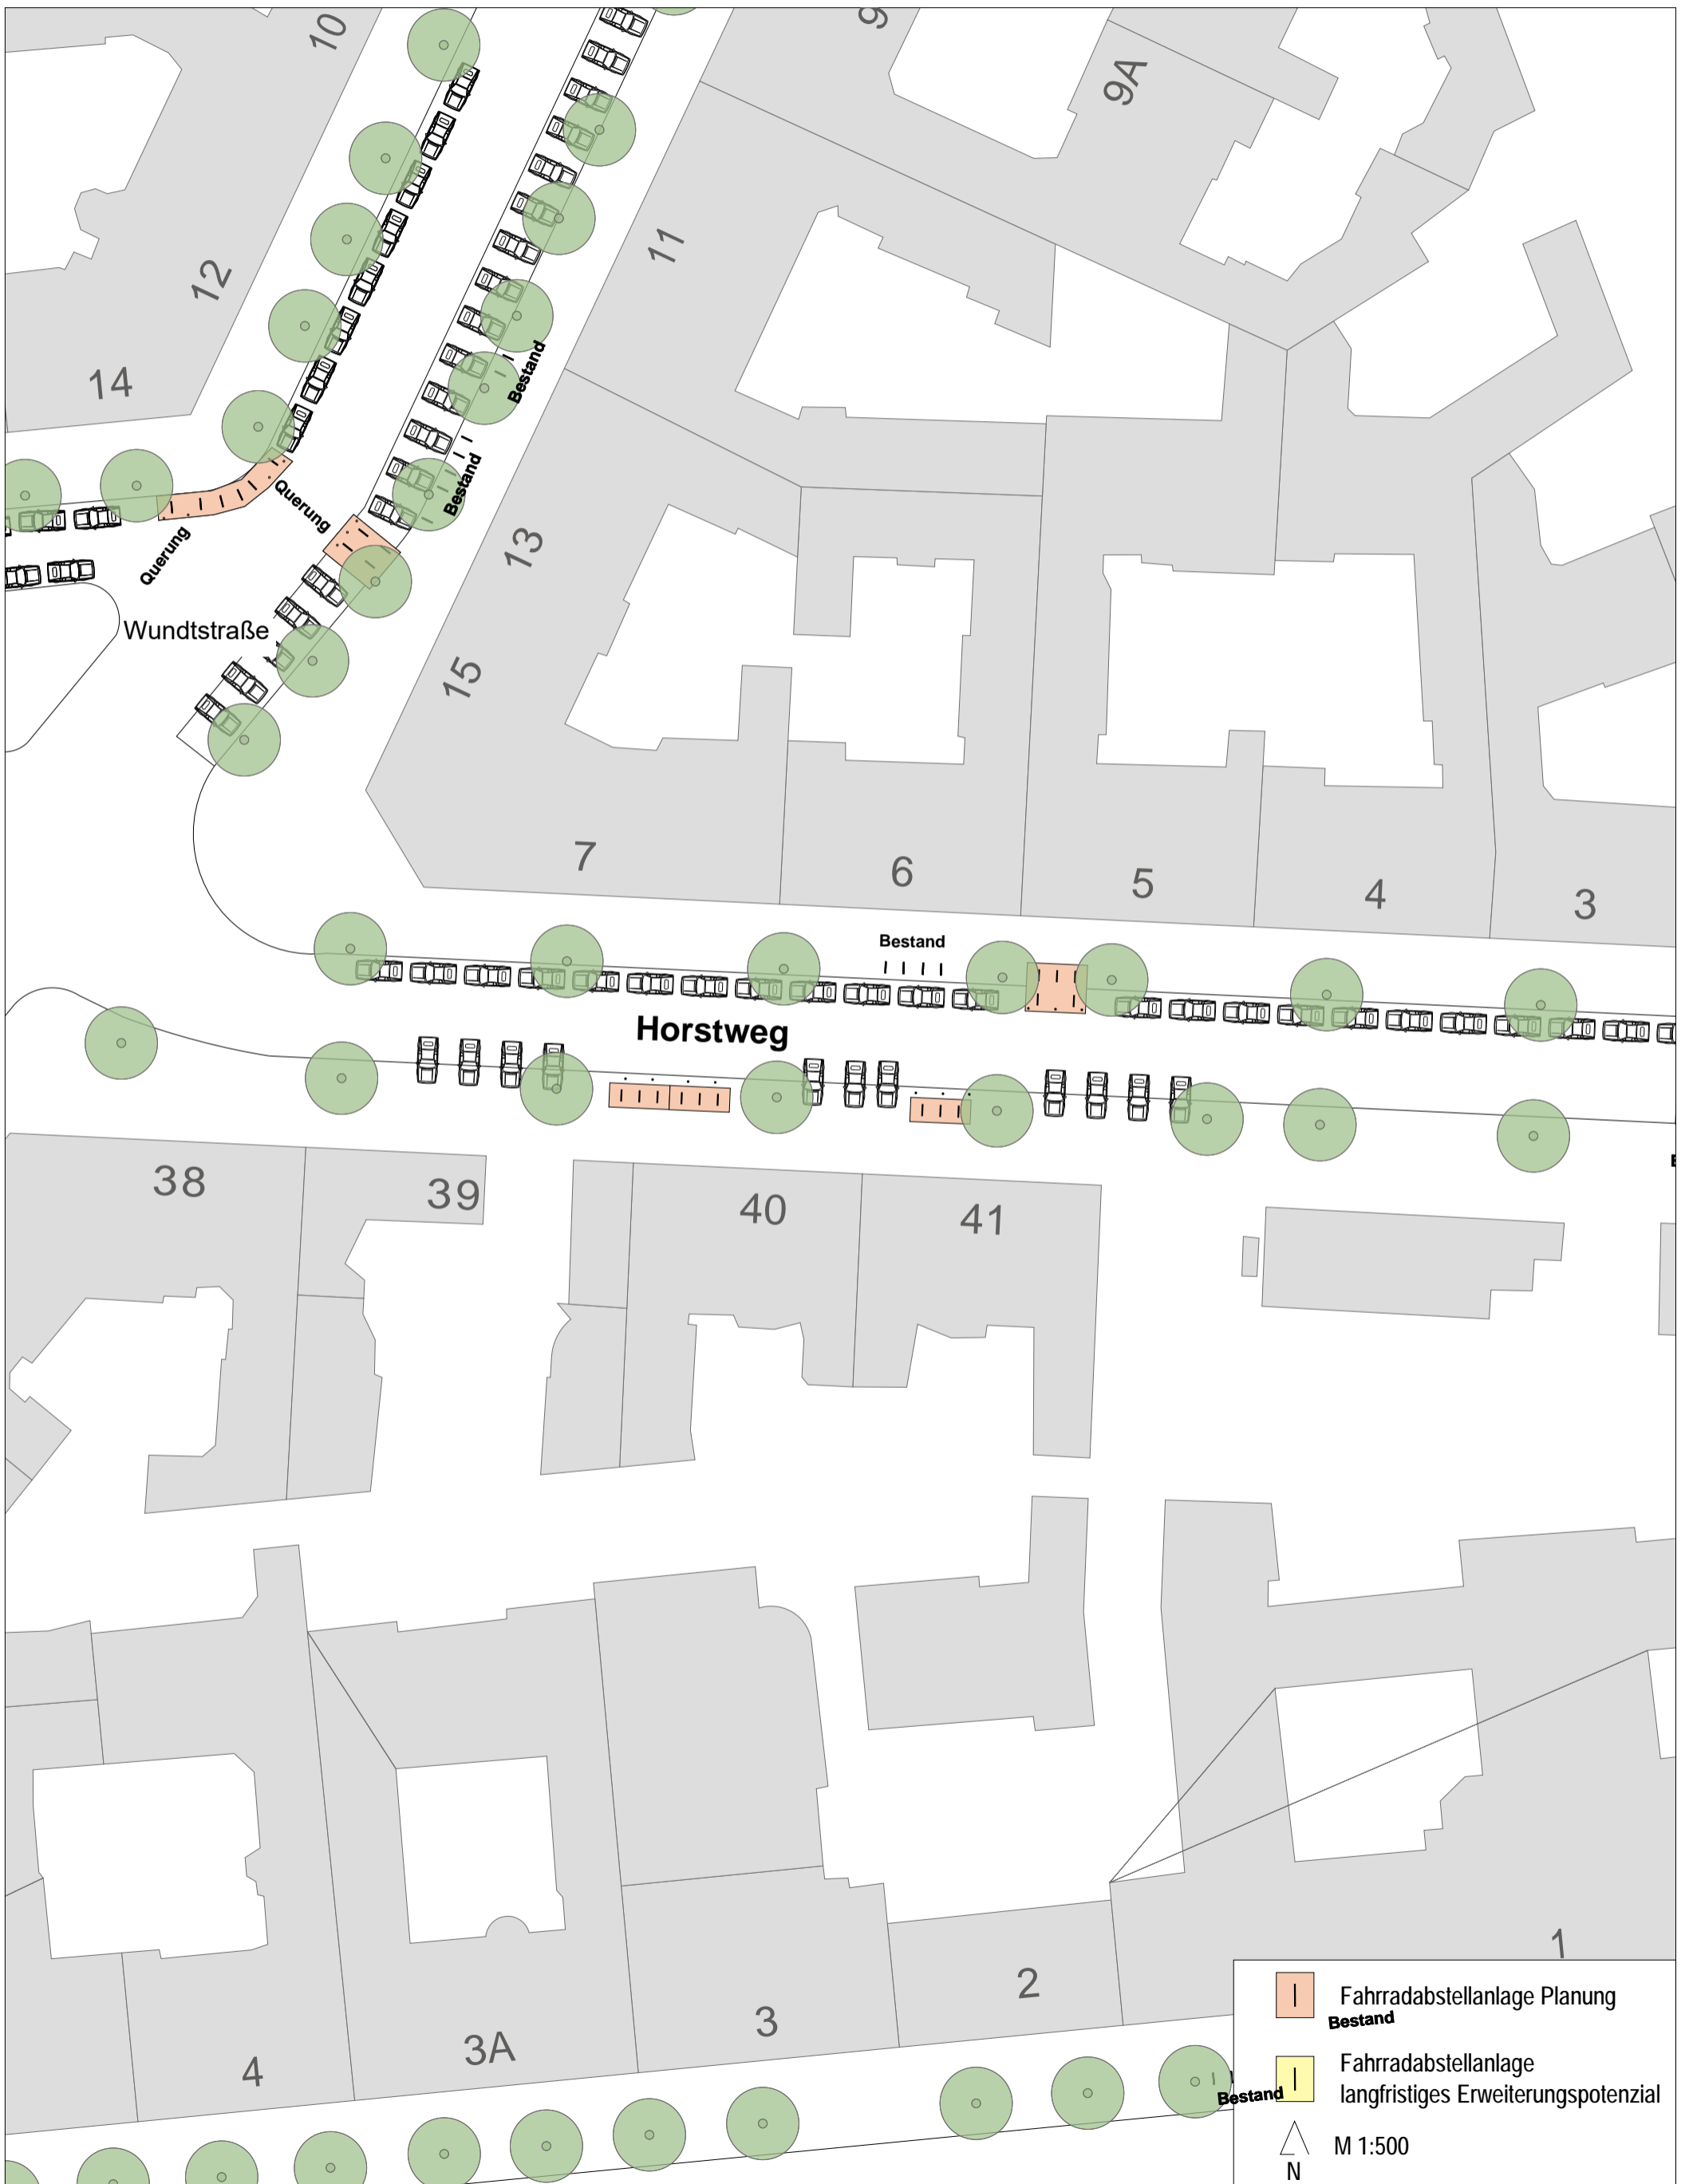 10
9
9A
12
11
14
Bestand
Bestand
Querung
Querung
13
Wundtstraße
15
7
6
5
4
3
Bestand
Horstweg
38
39
40
41
1
2
3
3A
4
Fahrradabstellanlage Planung
Bestand
Fahrradabstellanlage
langfristiges Erweiterungspotenzial
Bestand
M 1:500
N